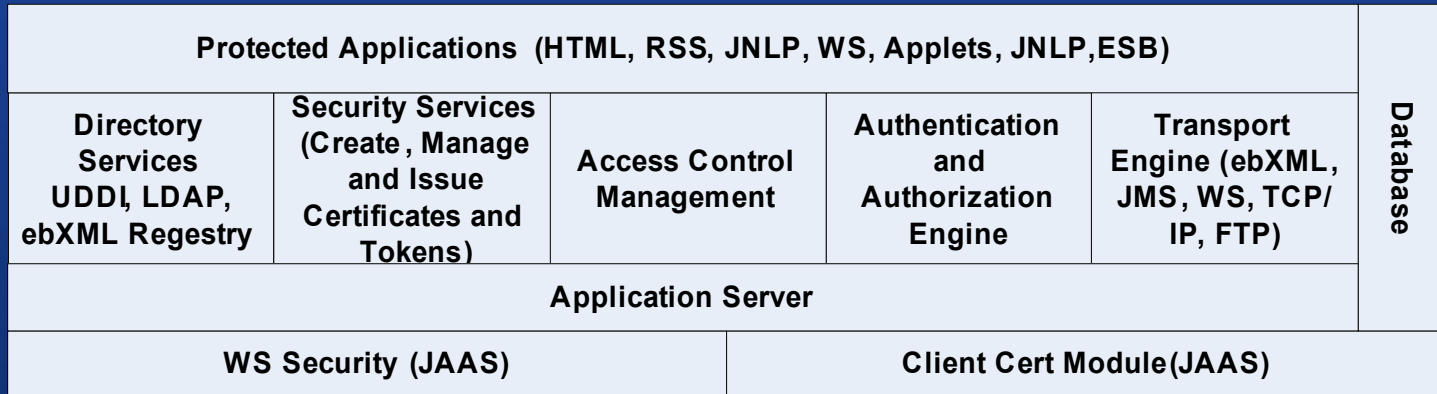 Protected Applications (HTML, RSS, JNLP, WS, Applets, JNLP,ESB)
Directory
Services
UDDI, LDAP,
ebXML Regestry
Security Services
(Create, Manage
and Issue
Certificates and
Tokens)
Access Control
Management
Authentication
and
Authorization
Engine
Transport
Engine (ebXML,
JMS, WS, TCP/
IP, FTP)
Database
Application Server
WS Security (JAAS)
Client Cert Module(JAAS)